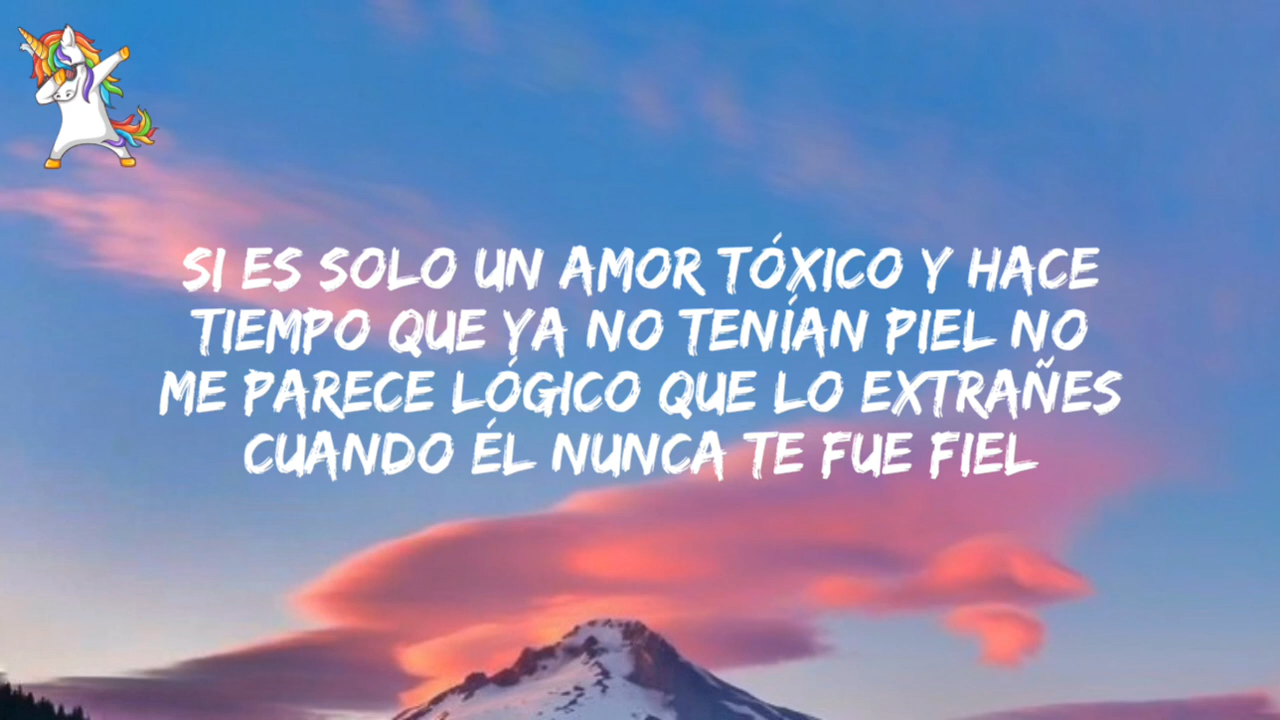 SI ES SOLO UN AMOR TÓXICO Y HACE
TIEMPO QUE YA NO TENÍAN PIEL NO
ME PARECE LÓGICO QUE LO EXTRAÑES
CUANDO ÉL NUNCA TE FUE FIEL